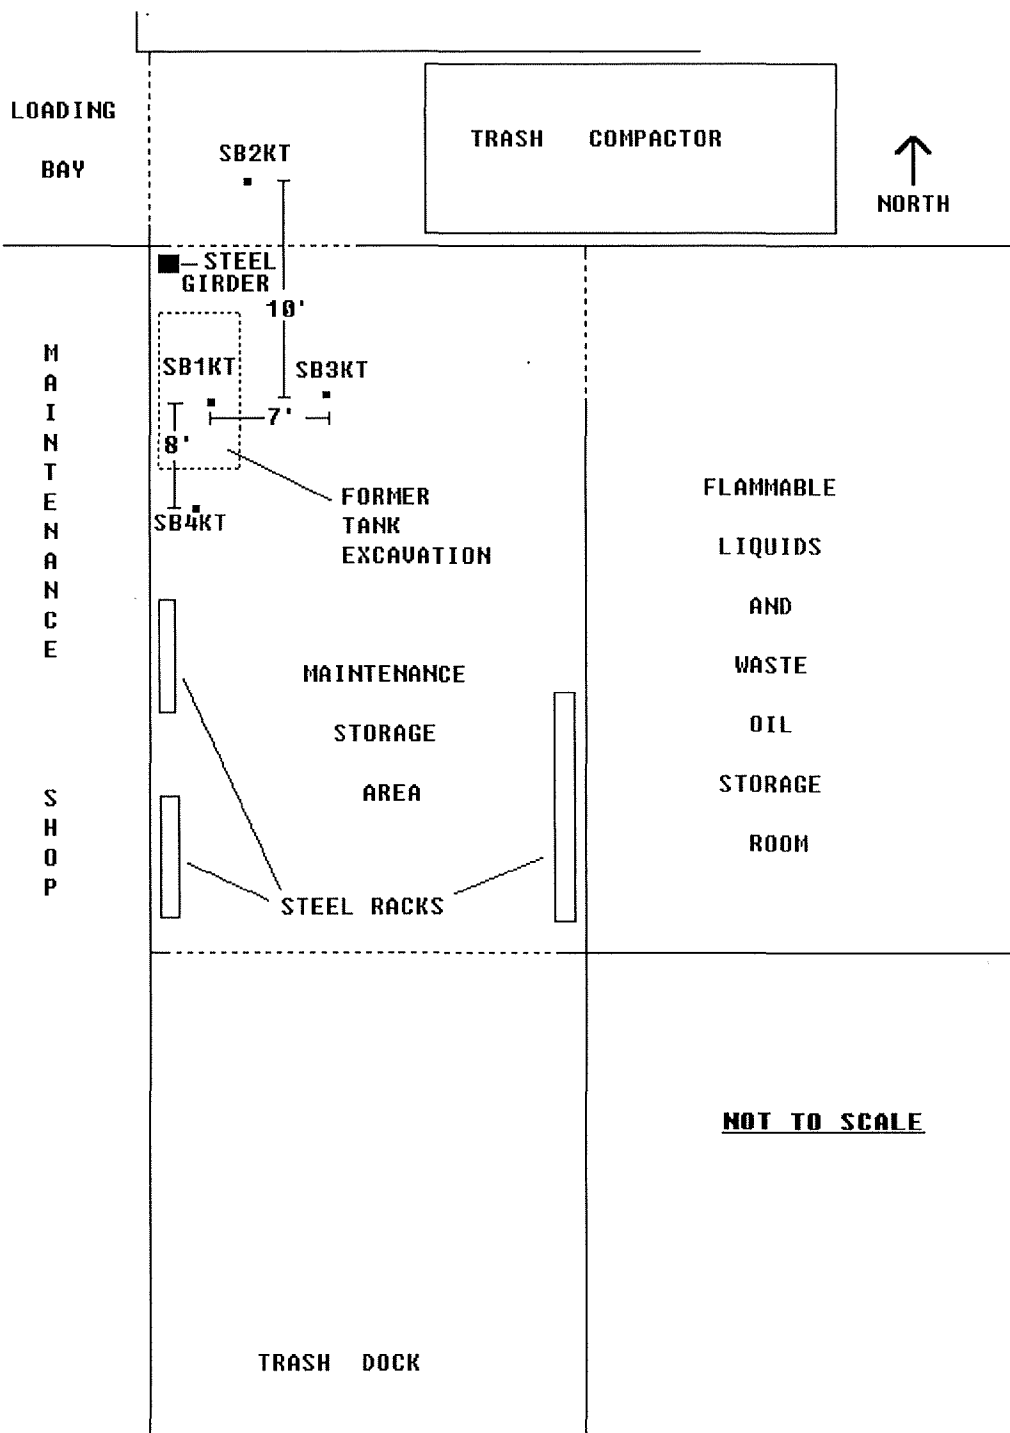 LOADING
BAY
TRASH COMPACTOR
SB2KT
NORTH
STEEL
GIRDER
10'
SB1KT
SB3KT
7'
8'
SB4KT
FORMER
TANK
EXCAVATION
MAINTENANCE
SHOP
FLAMMABLE
LIQUIDS
AND
WASTE
OIL
STORAGE
ROOM
MAINTENANCE
STORAGE
AREA
STEEL RACKS
NOT TO SCALE
TRASH DOCK